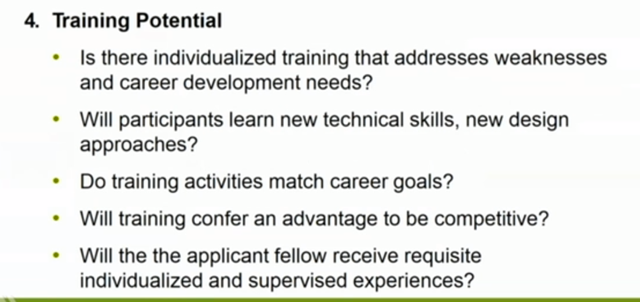 4. Training Potential
• Is there individualized training that addresses weaknesses
and career development needs?
• Will participants learn new technical skills, new design
approaches?
• Do training activities match career goals?
• Will training confer an advantage to be competitive?
• Will the the applicant fellow receive requisite
individualized and supervised experiences?